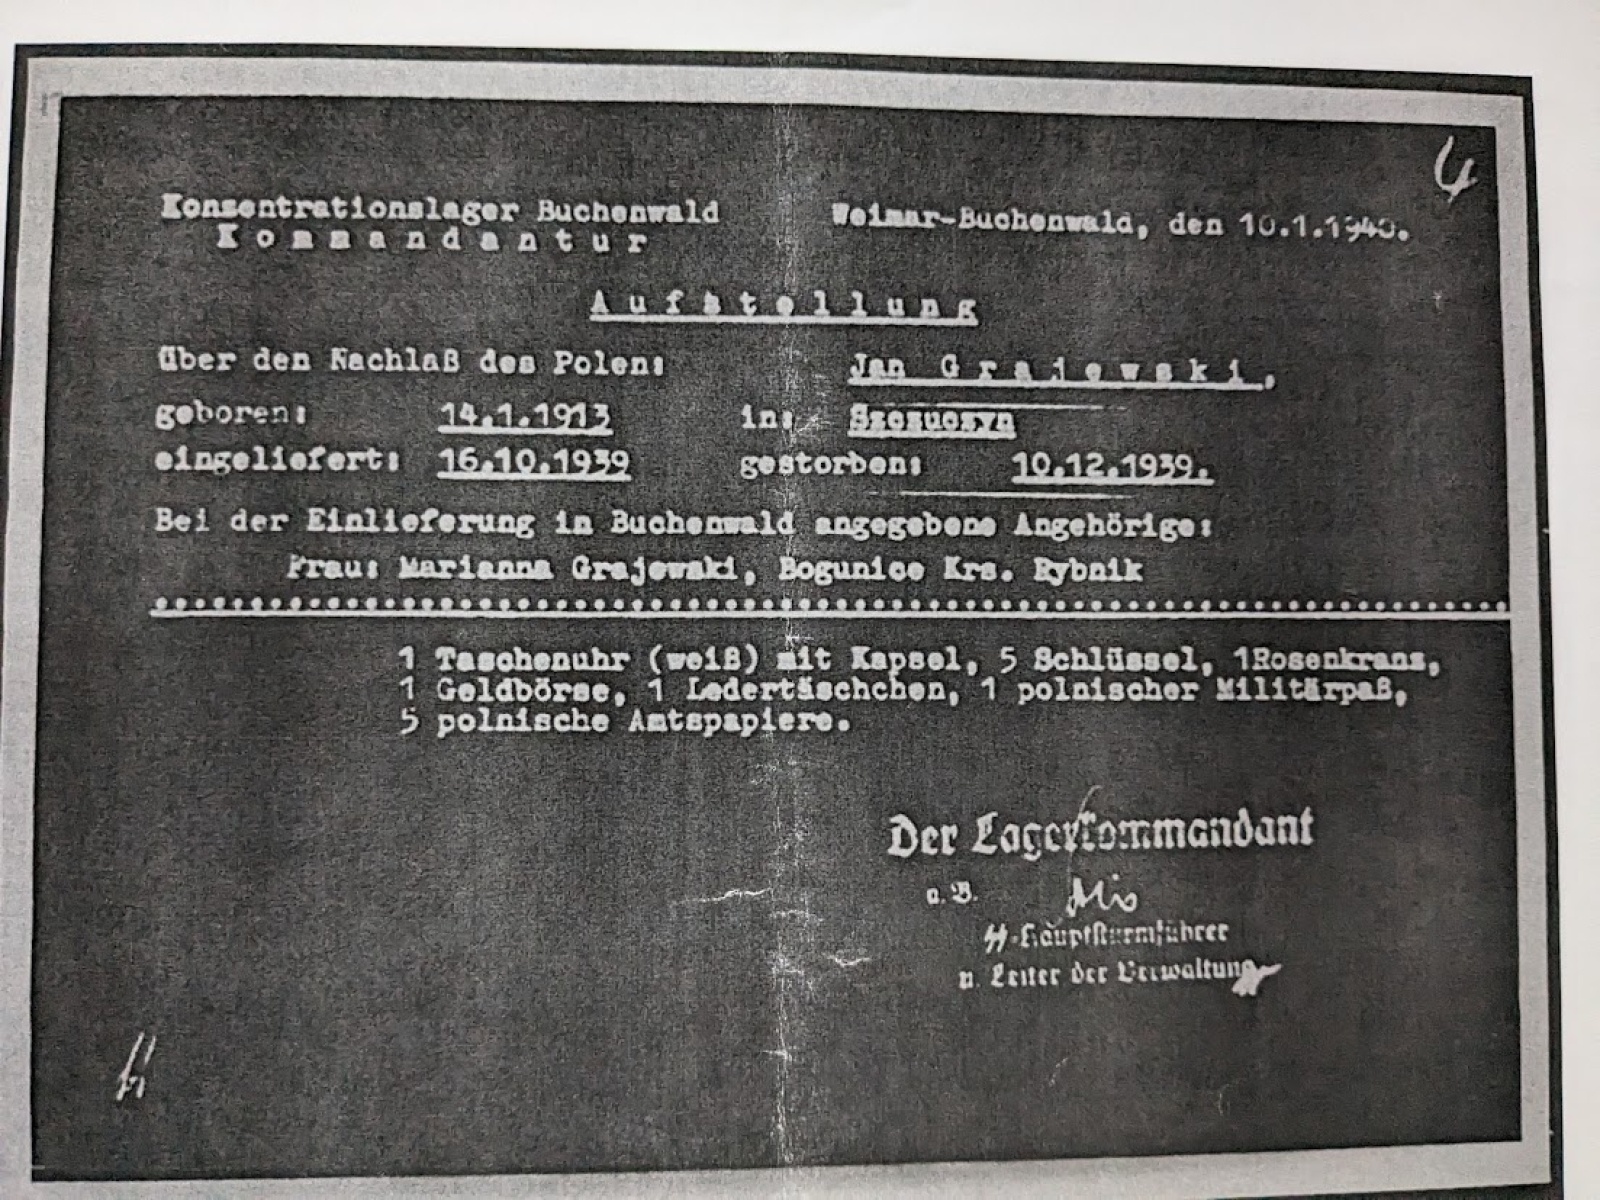 4
Konzentrationslager Buchenwald
Weimar-Buchenwald, den 10.1.1940.
Kommandantur
Aufstellung
über den Nachlaß des Polen: Jan Grajewski,
geboren: 14.1.1913 in: Szczuczyn
eingeliefert: 16.10.1939 gestorben: 10.12.1939.
Bei der Einlieferung in Buchenwald angegebene Angehörige:
Frau: Marianna Grajewski, Bogunice Krs. Rybnik
1 Taschenuhr (weiß) mit Kapsel, 5 Schlüssel, 1Rosenkranz,
1 Geldbörse, 1 Ledertäschchen, 1 polnischer Militärpaß,
5 polnische Amtspapiere.
Der Lagerkommandant
a. B.
SS-Hauptsturmführer
u. Leiter der Verwaltung